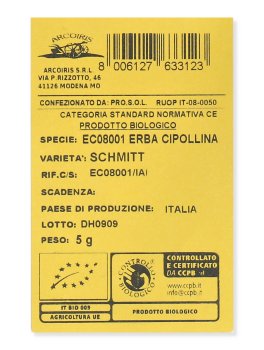 ARCOIRIS
ARCOIRIS S.R.L.
VIA P.RIZZOTTO, 46
41126 MODENA MO
8 006127 633123
CONFEZIONATO DA: PRO.S.O.L. RUOP IT-08-0050
CATEGORIA STANDARD NORMATIVA CE
PRODOTTO BIOLOGICO
SPECIE: EC08001 ERBA CIPOLLINA
VARIETA': SCHMITT
RIF.C/S: EC08001/IAI
SCADENZA:
PAESE DI PRODUZIONE: ITALIA
LOTTO: DH0909
PESO: 5 g
IT BIO 009
AGRICOLTURA UE
CONTROLLO
BIOLOGICO
CONTROLLATO
E CERTIFICATO
DA CCPB srl
www.ccpb.it
info@ccpb.it
PRODOTTO BIOLOGICO